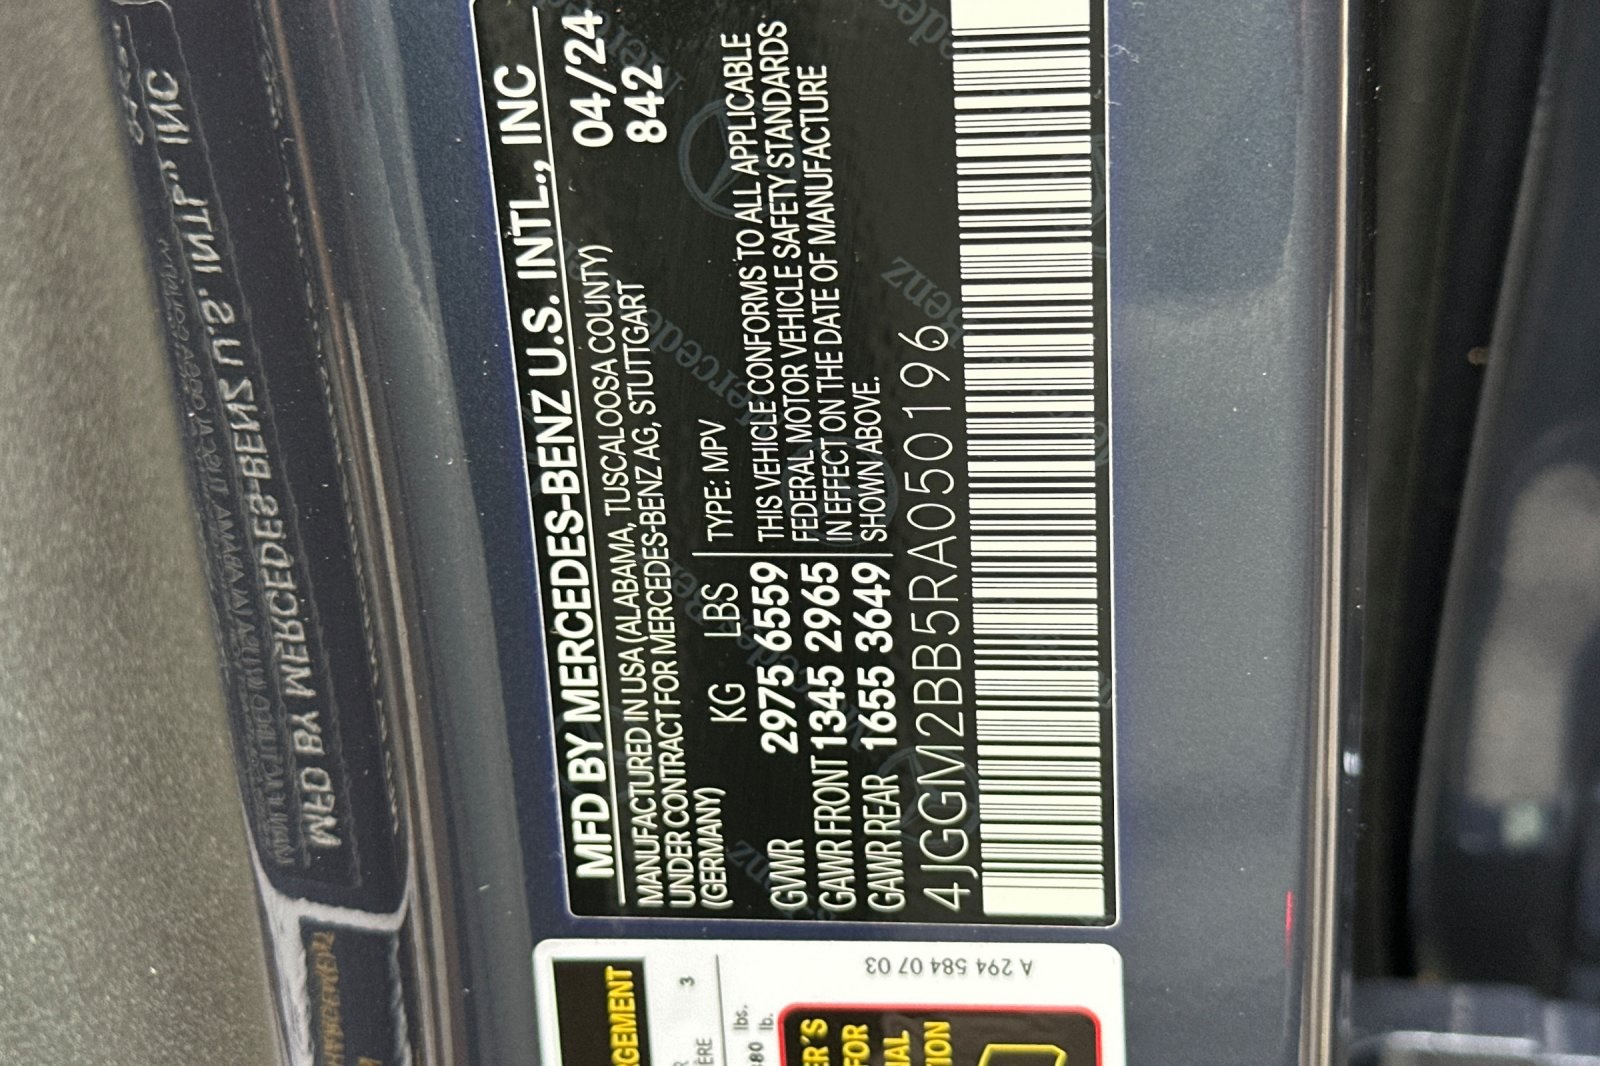 MFD BY MERCEDES-BENZ U.S. INTL., INC
MANUFACTURED IN USA (ALABAMA, TUSCALOOSA COUNTY) 04/24
UNDER CONTRACT FOR MERCEDES-BENZ AG, STUTTGART 842
(GERMANY)
KG LBS TYPE: MPV
GVWR 2975 6559 THIS VEHICLE CONFORMS TO ALL APPLICABLE
GAWR FRONT 1345 2965 FEDERAL MOTOR VEHICLE SAFETY STANDARDS
IN EFFECT ON THE DATE OF MANUFACTURE
GAWR REAR 1655 3649 SHOWN ABOVE.
4JGGM2BB5RA050196
A 294 584 07 03
3
lbs.
lb.